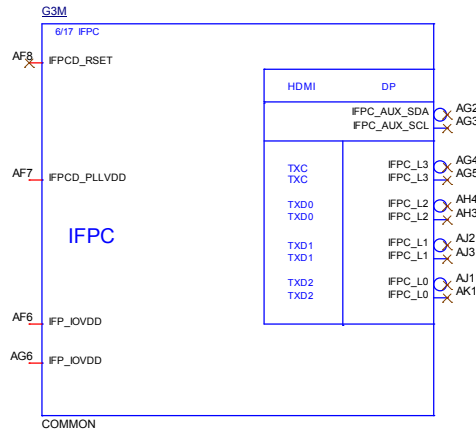 G3M
6/17 IFPC
AF8 IFPCD_RSET
HDMI DP
IFPC_AUX_SDA AG2
IFPC_AUX_SCL AG3
TXC IFPC_L3 AG4
TXC IFPC_L3 AG5
AF7 IFPCD_PLLVDD
TXD0 IFPC_L2 AH4
TXD0 IFPC_L2 AH3
IFPC
TXD1 IFPC_L1 AJ2
TXD1 IFPC_L1 AJ3
TXD2 IFPC_L0 AJ1
TXD2 IFPC_L0 AK1
AF6 IFP_IOVDD
AG6 IFP_IOVDD
COMMON